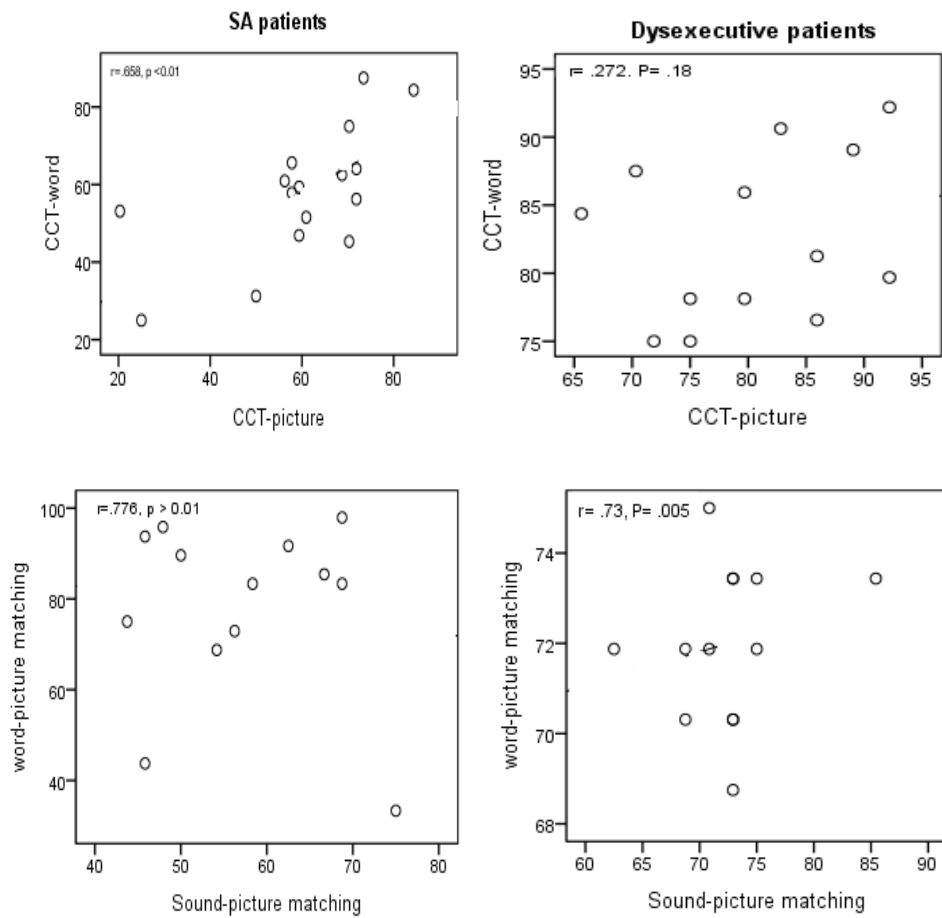 SA patients
r=.658, p <0.01
80
60
40
20
CCT-word
20 40 60 80
CCT-picture
Dysexecutive patients
r= .272. P= .18
95
90
85
80
75
CCT-word
65 70 75 80 85 90 95
CCT-picture
r=.776, p > 0.01
100
80
60
40
word-picture matching
40 50 60 70 80
Sound-picture matching
r= .73, P= .005
74
72
70
68
word-picture matching
60 65 70 75 80 85 90
Sound-picture matching